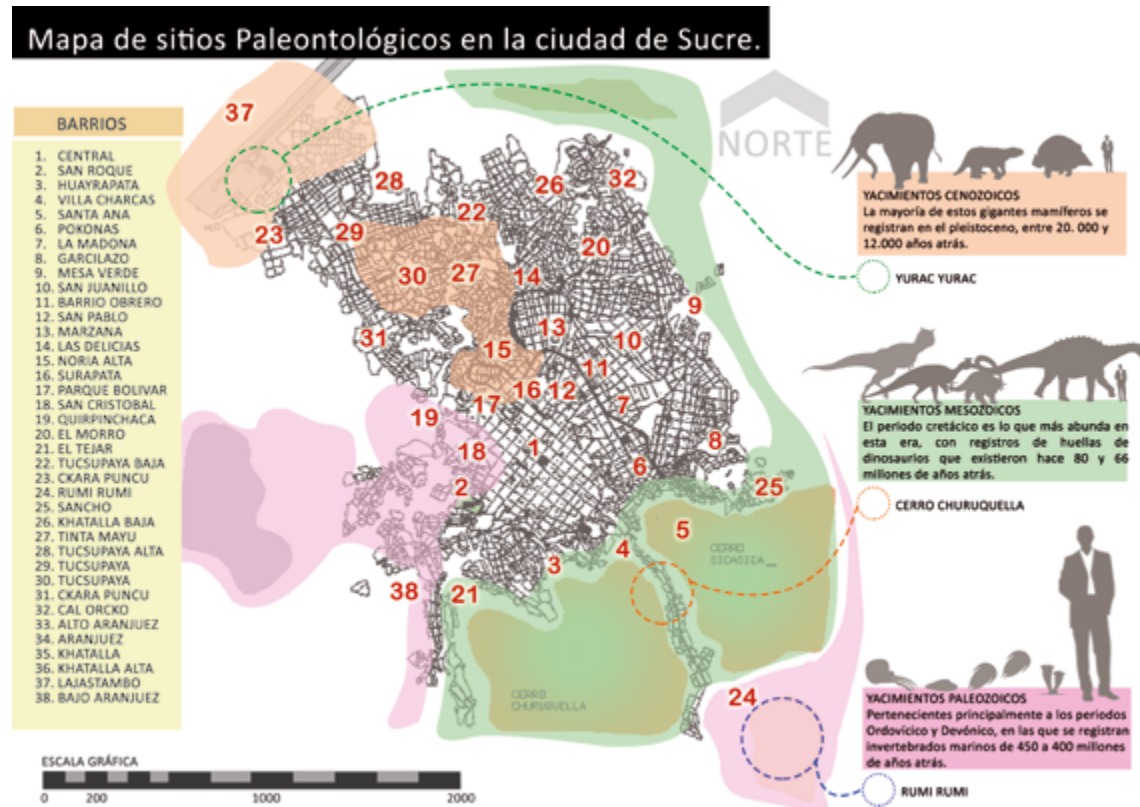 Mapa de sitios Paleontológicos en la ciudad de Sucre.
BARRIOS
1. CENTRAL
2. SAN ROQUE
3. HUAYRAPATA
4. VILLA CHARCAS
5. SANTA ANA
6. POKONAS
7. LA MADONA
8. GARCILAZO
9. MESA VERDE
10. SAN JUANILLO
11. BARRIO OBRERO
12. SAN PABLO
13. MARZANA
14. LAS DELICIAS
15. NORIA ALTA
16. SURAPATA
17. PARQUE BOLIVAR
18. SAN CRISTOBAL
19. QUIRPINCHACA
20. EL MORRO
21. EL TEJAR
22. TUCSUPAYA BAJA
23. CKARA PUNCU
24. RUMI RUMI
25. SANCHO
26. KHATALLA BAJA
27. TINTA MAYU
28. TUCSUPAYA ALTA
29. TUCSUPAYA
30. TUCSUPAYA
31. CKARA PUNCU
32. CAL ORCKO
33. ALTO ARANJUEZ
34. ARANJUEZ
35. KHATALLA
36. KHATALLA ALTA
37. LAJASTAMBO
38. BAJO ARANJUEZ
ESCALA GRÁFICA
0 200 1000 2000
NORTE
37
28
26
32
22
23
29
20
30
27
14
9
31
13
10
15
11
16
12
19
17
7
18
1
8
2
6
25
5
4
3
38
21
24
CERRO
SICASICA
CERRO
CHURUQUELLA
YACIMIENTOS CENOZOICOS
La mayoría de estos gigantes mamíferos se
registran en el pleistoceno, entre 20. 000 y
12.000 años atrás.
YURAC YURAC
YACIMIENTOS MESOZOICOS
El periodo cretácico es lo que más abunda en
esta era, con registros de huellas de
dinosaurios que existieron hace 80 y 66
millones de años atrás.
CERRO CHURUQUELLA
YACIMIENTOS PALEOZOICOS
Pertenecientes principalmente a los periodos
Ordovícico y Devónico, en las que se registran
invertebrados marinos de 450 a 400 millones
de años atrás.
RUMI RUMI